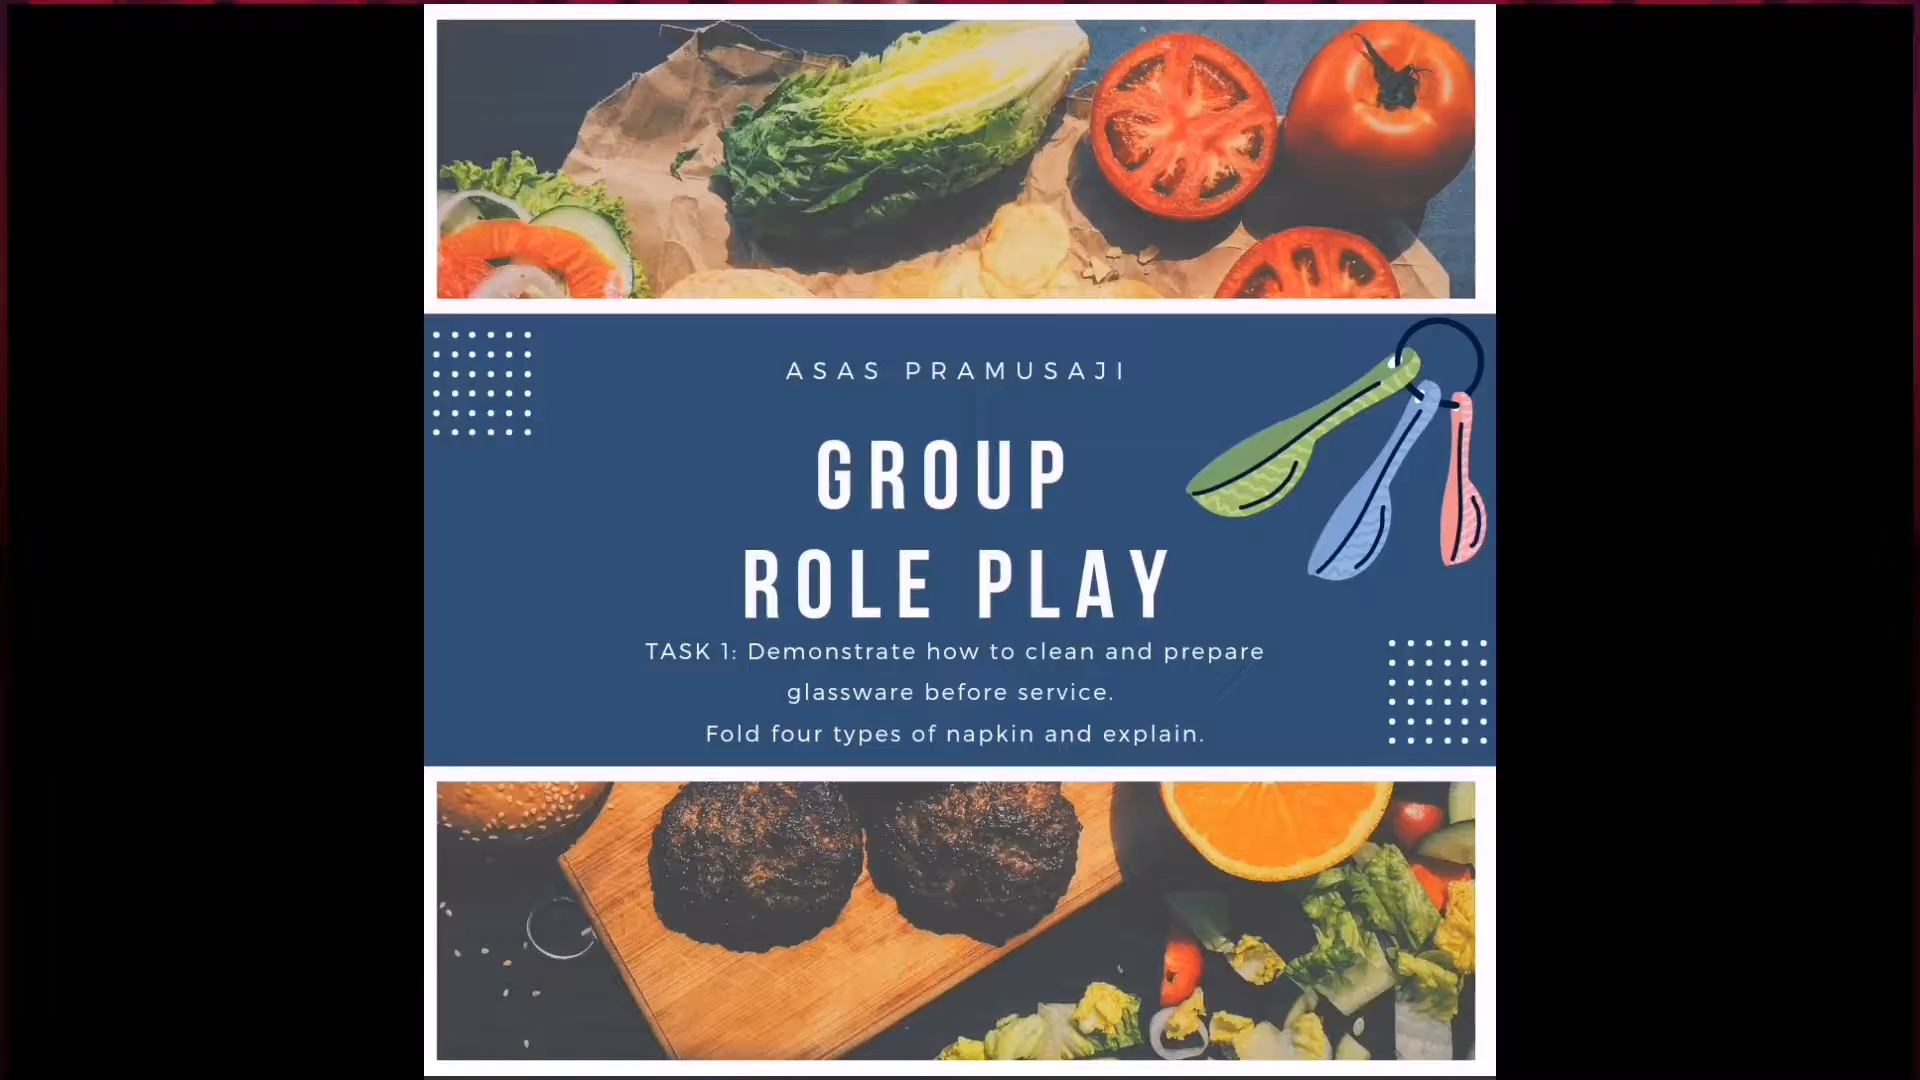 ASAS PRAMUSAJI
GROUP
ROLE PLAY
TASK 1: Demonstrate how to clean and prepare
glassware before service.
Fold four types of napkin and explain.